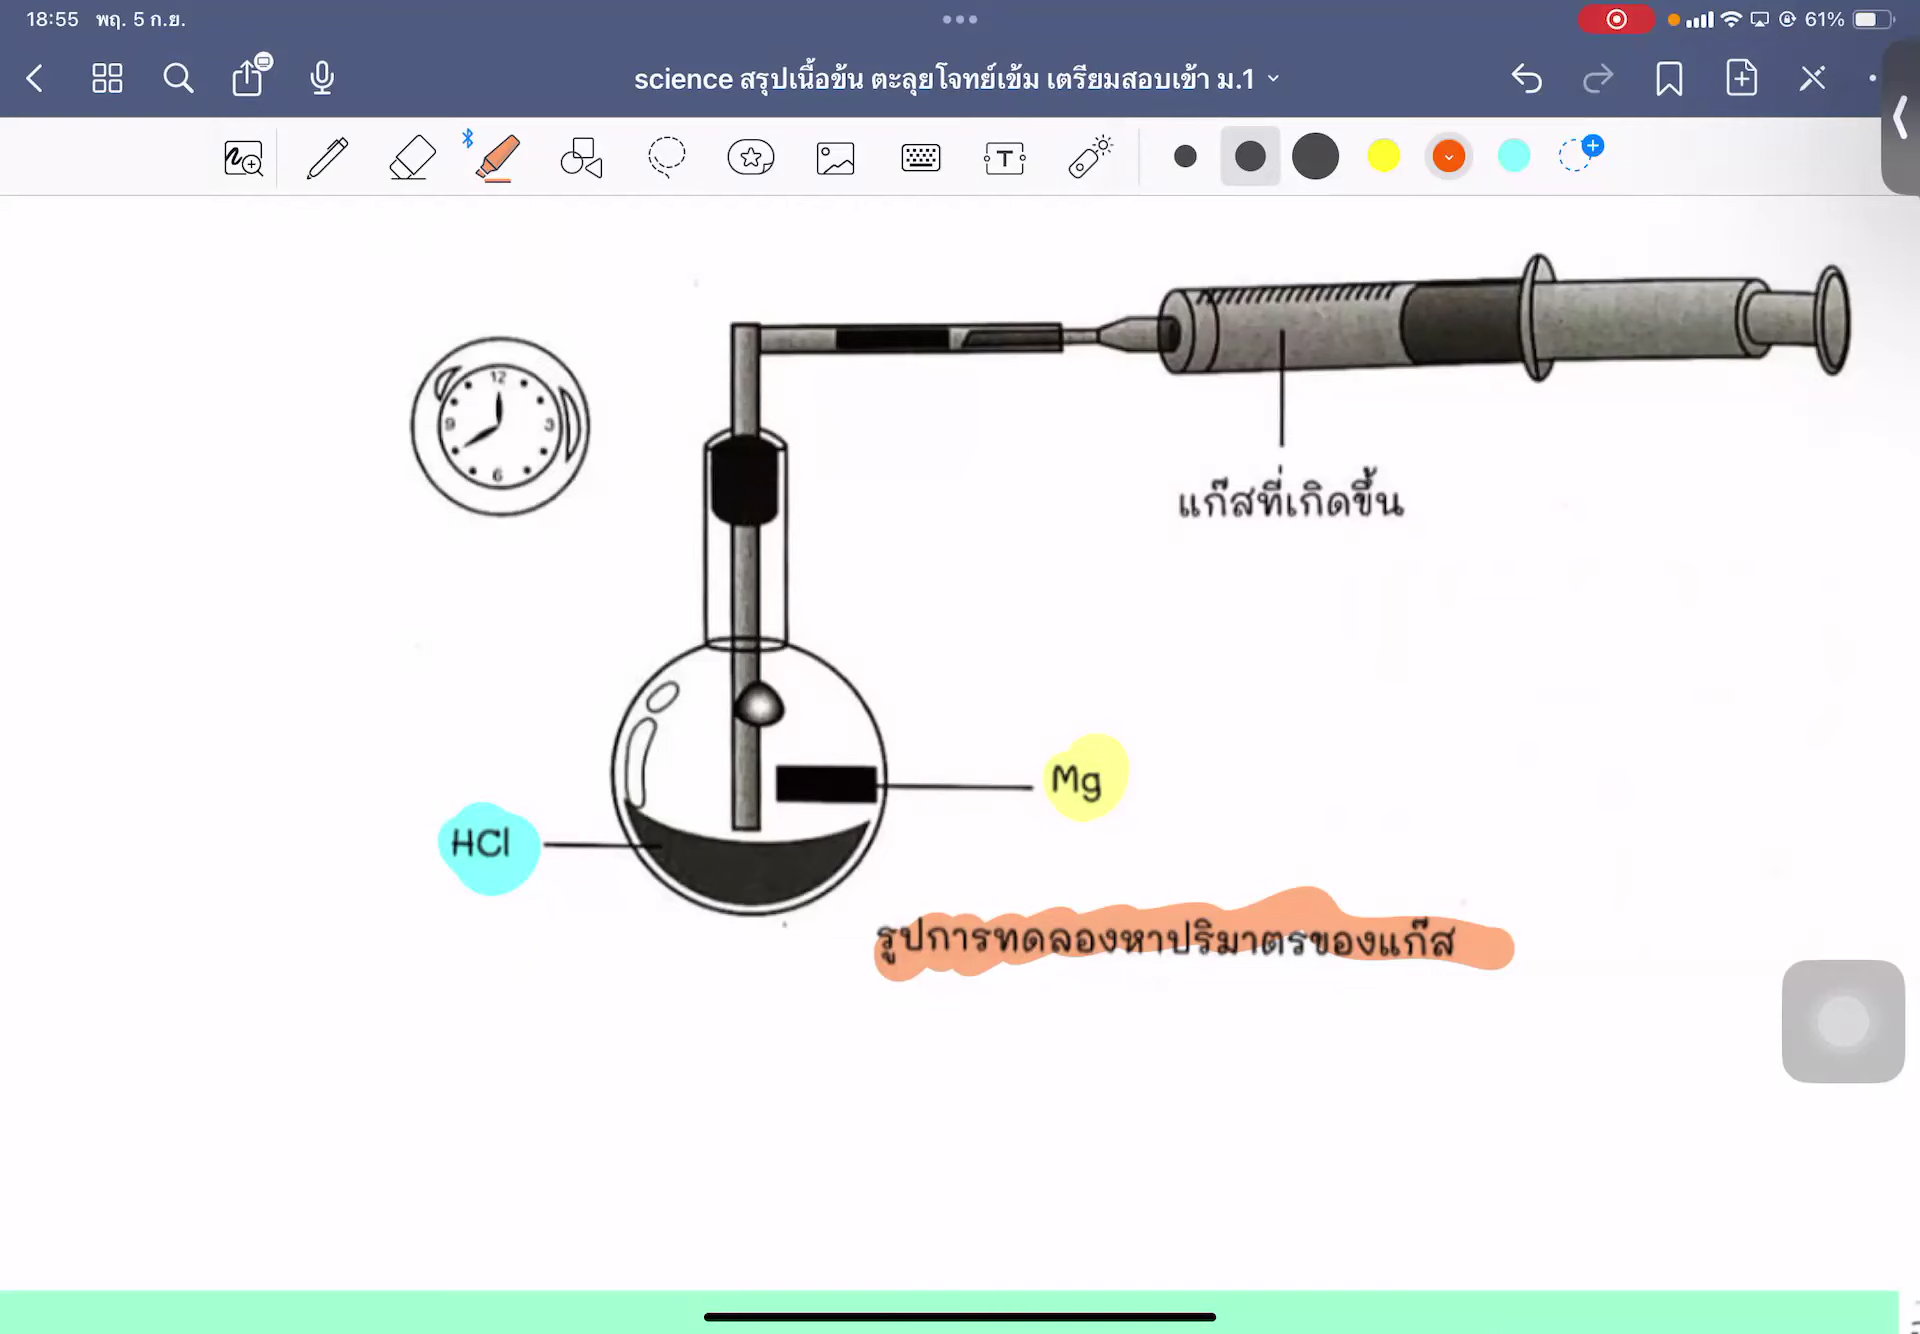 18:55 พฤ. 5 ก.ย.
61%
science สรุปเนื้อข้น ตะลุยโจทย์เข้ม เตรียมสอบเข้า ม.1
T
12
9 3
6
แก๊สที่เกิดขึ้น
Mg
HCl
รูปการทดลองหาปริมาตรของแก๊ส